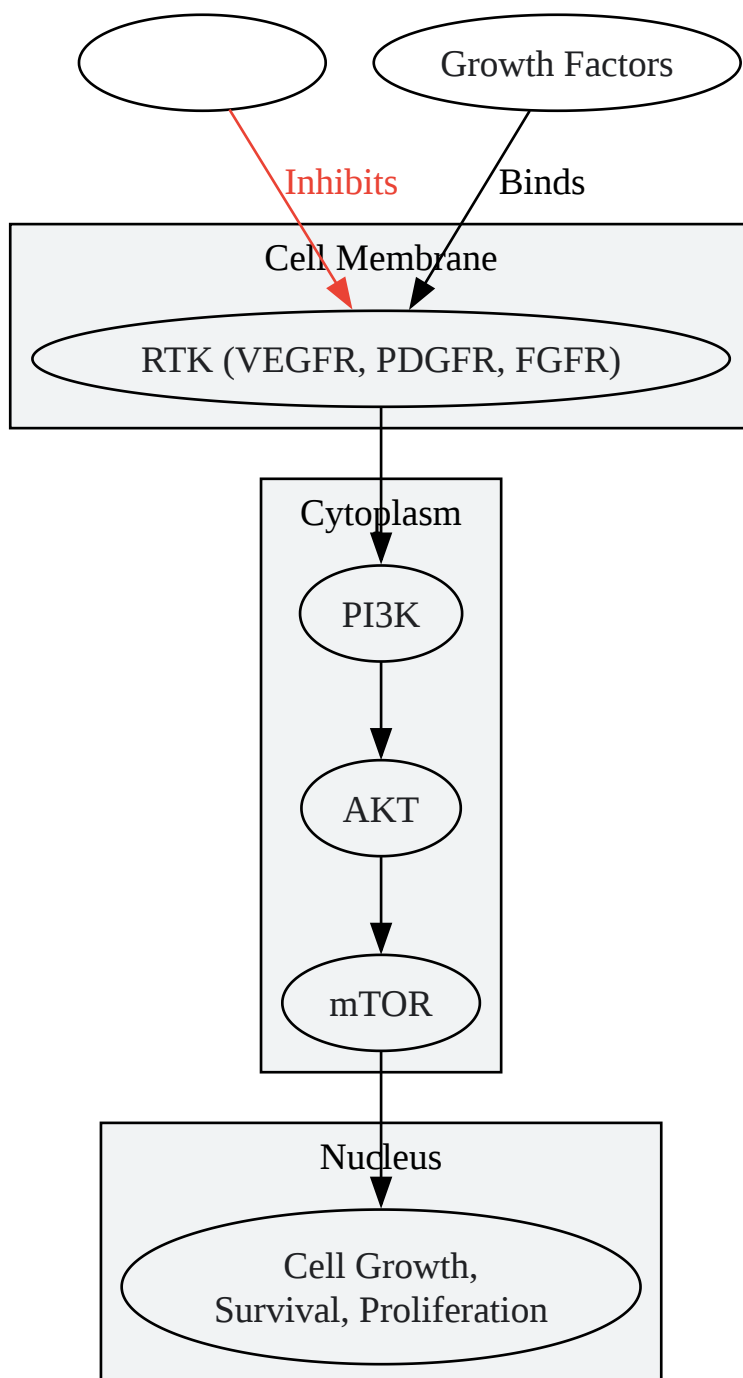 Growth Factors
Inhibits
Binds
Cell Membrane
RTK (VEGFR, PDGFR, FGFR)
Cytoplasm
PI3K
AKT
mTOR
Nucleus
Cell Growth,
Survival, Proliferation